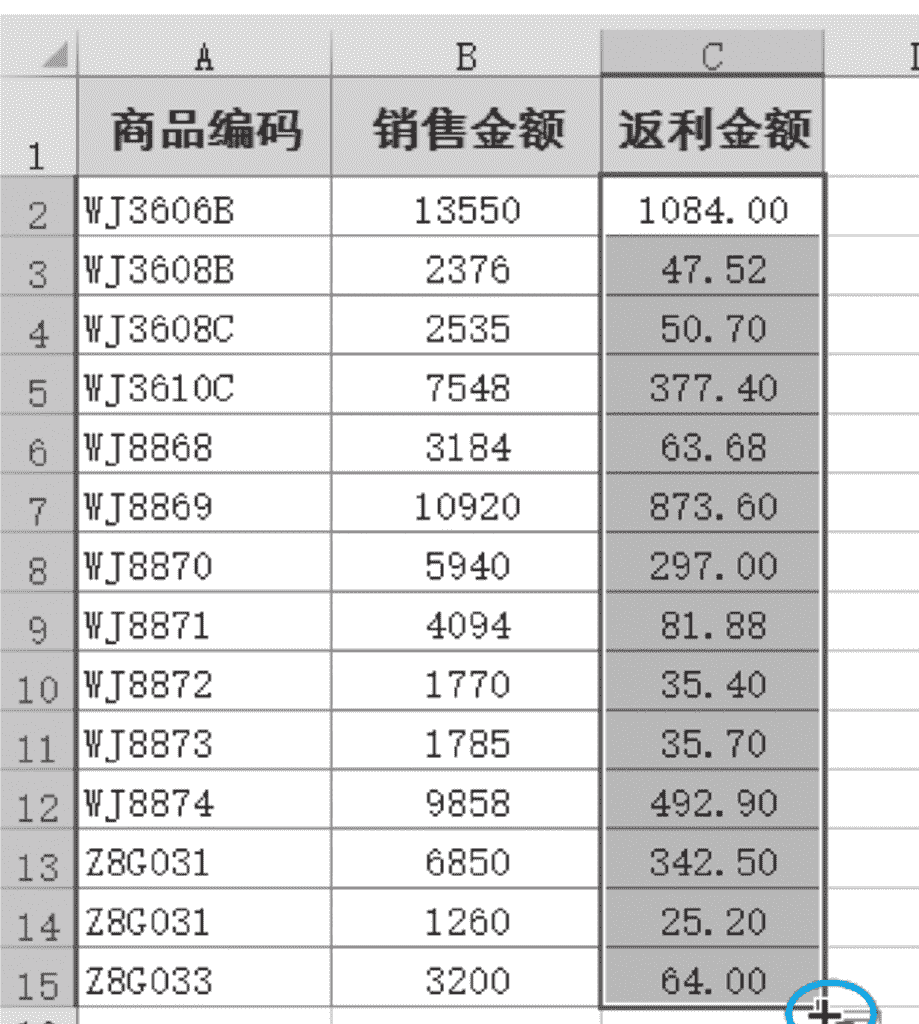 A B C
1 商品编码 销售金额 返利金额
2 WJ3606B 13550 1084.00
3 WJ3608B 2376 47.52
4 WJ3608C 2535 50.70
5 WJ3610C 7548 377.40
6 WJ8868 3184 63.68
7 WJ8869 10920 873.60
8 WJ8870 5940 297.00
9 WJ8871 4094 81.88
10 WJ8872 1770 35.40
11 WJ8873 1785 35.70
12 WJ8874 9858 492.90
13 Z8G031 6850 342.50
14 Z8G031 1260 25.20
15 Z8G033 3200 64.00